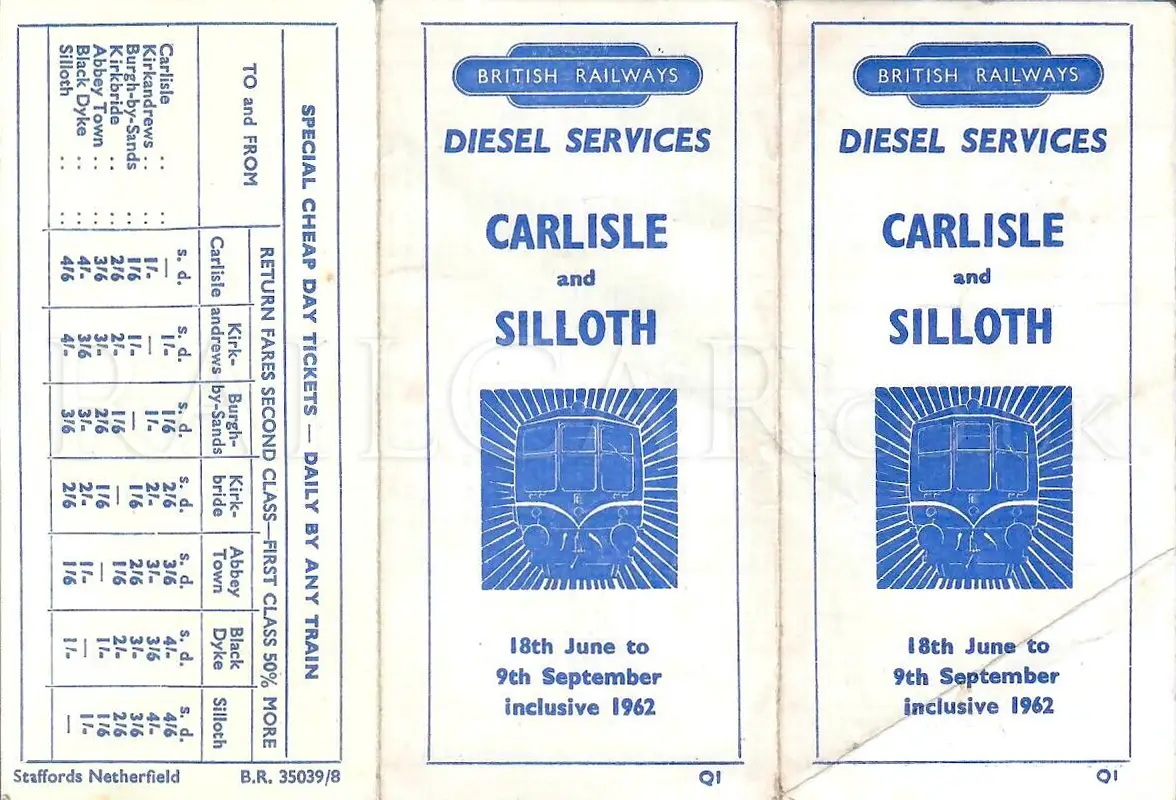 SPECIAL CHEAP DAY TICKETS — DAILY BY ANY TRAIN
RETURN FARES SECOND CLASS—FIRST CLASS 50% MORE
TO and FROM
Carlisle Kirk-andrews Burgh-by-Sands Kirk-bride Abbey Town Black Dyke Silloth
s. d. s. d. s. d. s. d. s. d. s. d. s. d.
Carlisle .. .. — 1/- 1/6 2/6 3/6 4/- 4/6
Kirkandrews .. .. 1/- — 1/- 2/- 3/- 3/6 4/-
Burgh-by-Sands .. 1/6 1/- — 1/6 2/6 3/- 3/6
Kirkbride .. .. 2/6 2/- 1/6 — 1/6 2/- 2/6
Abbey Town .. .. 3/6 3/- 2/6 1/6 — 1/- 1/6
Black Dyke .. .. 4/- 3/6 3/- 2/- 1/- — 1/-
Silloth .. .. 4/6 4/- 3/6 2/6 1/6 1/- —
Staffords Netherfield B.R. 35039/8
BRITISH RAILWAYS
DIESEL SERVICES
CARLISLE
and
SILLOTH
18th June to
9th September
inclusive 1962
Q1
BRITISH RAILWAYS
DIESEL SERVICES
CARLISLE
and
SILLOTH
18th June to
9th September
inclusive 1962
Q1
RAILCAR.co.uk